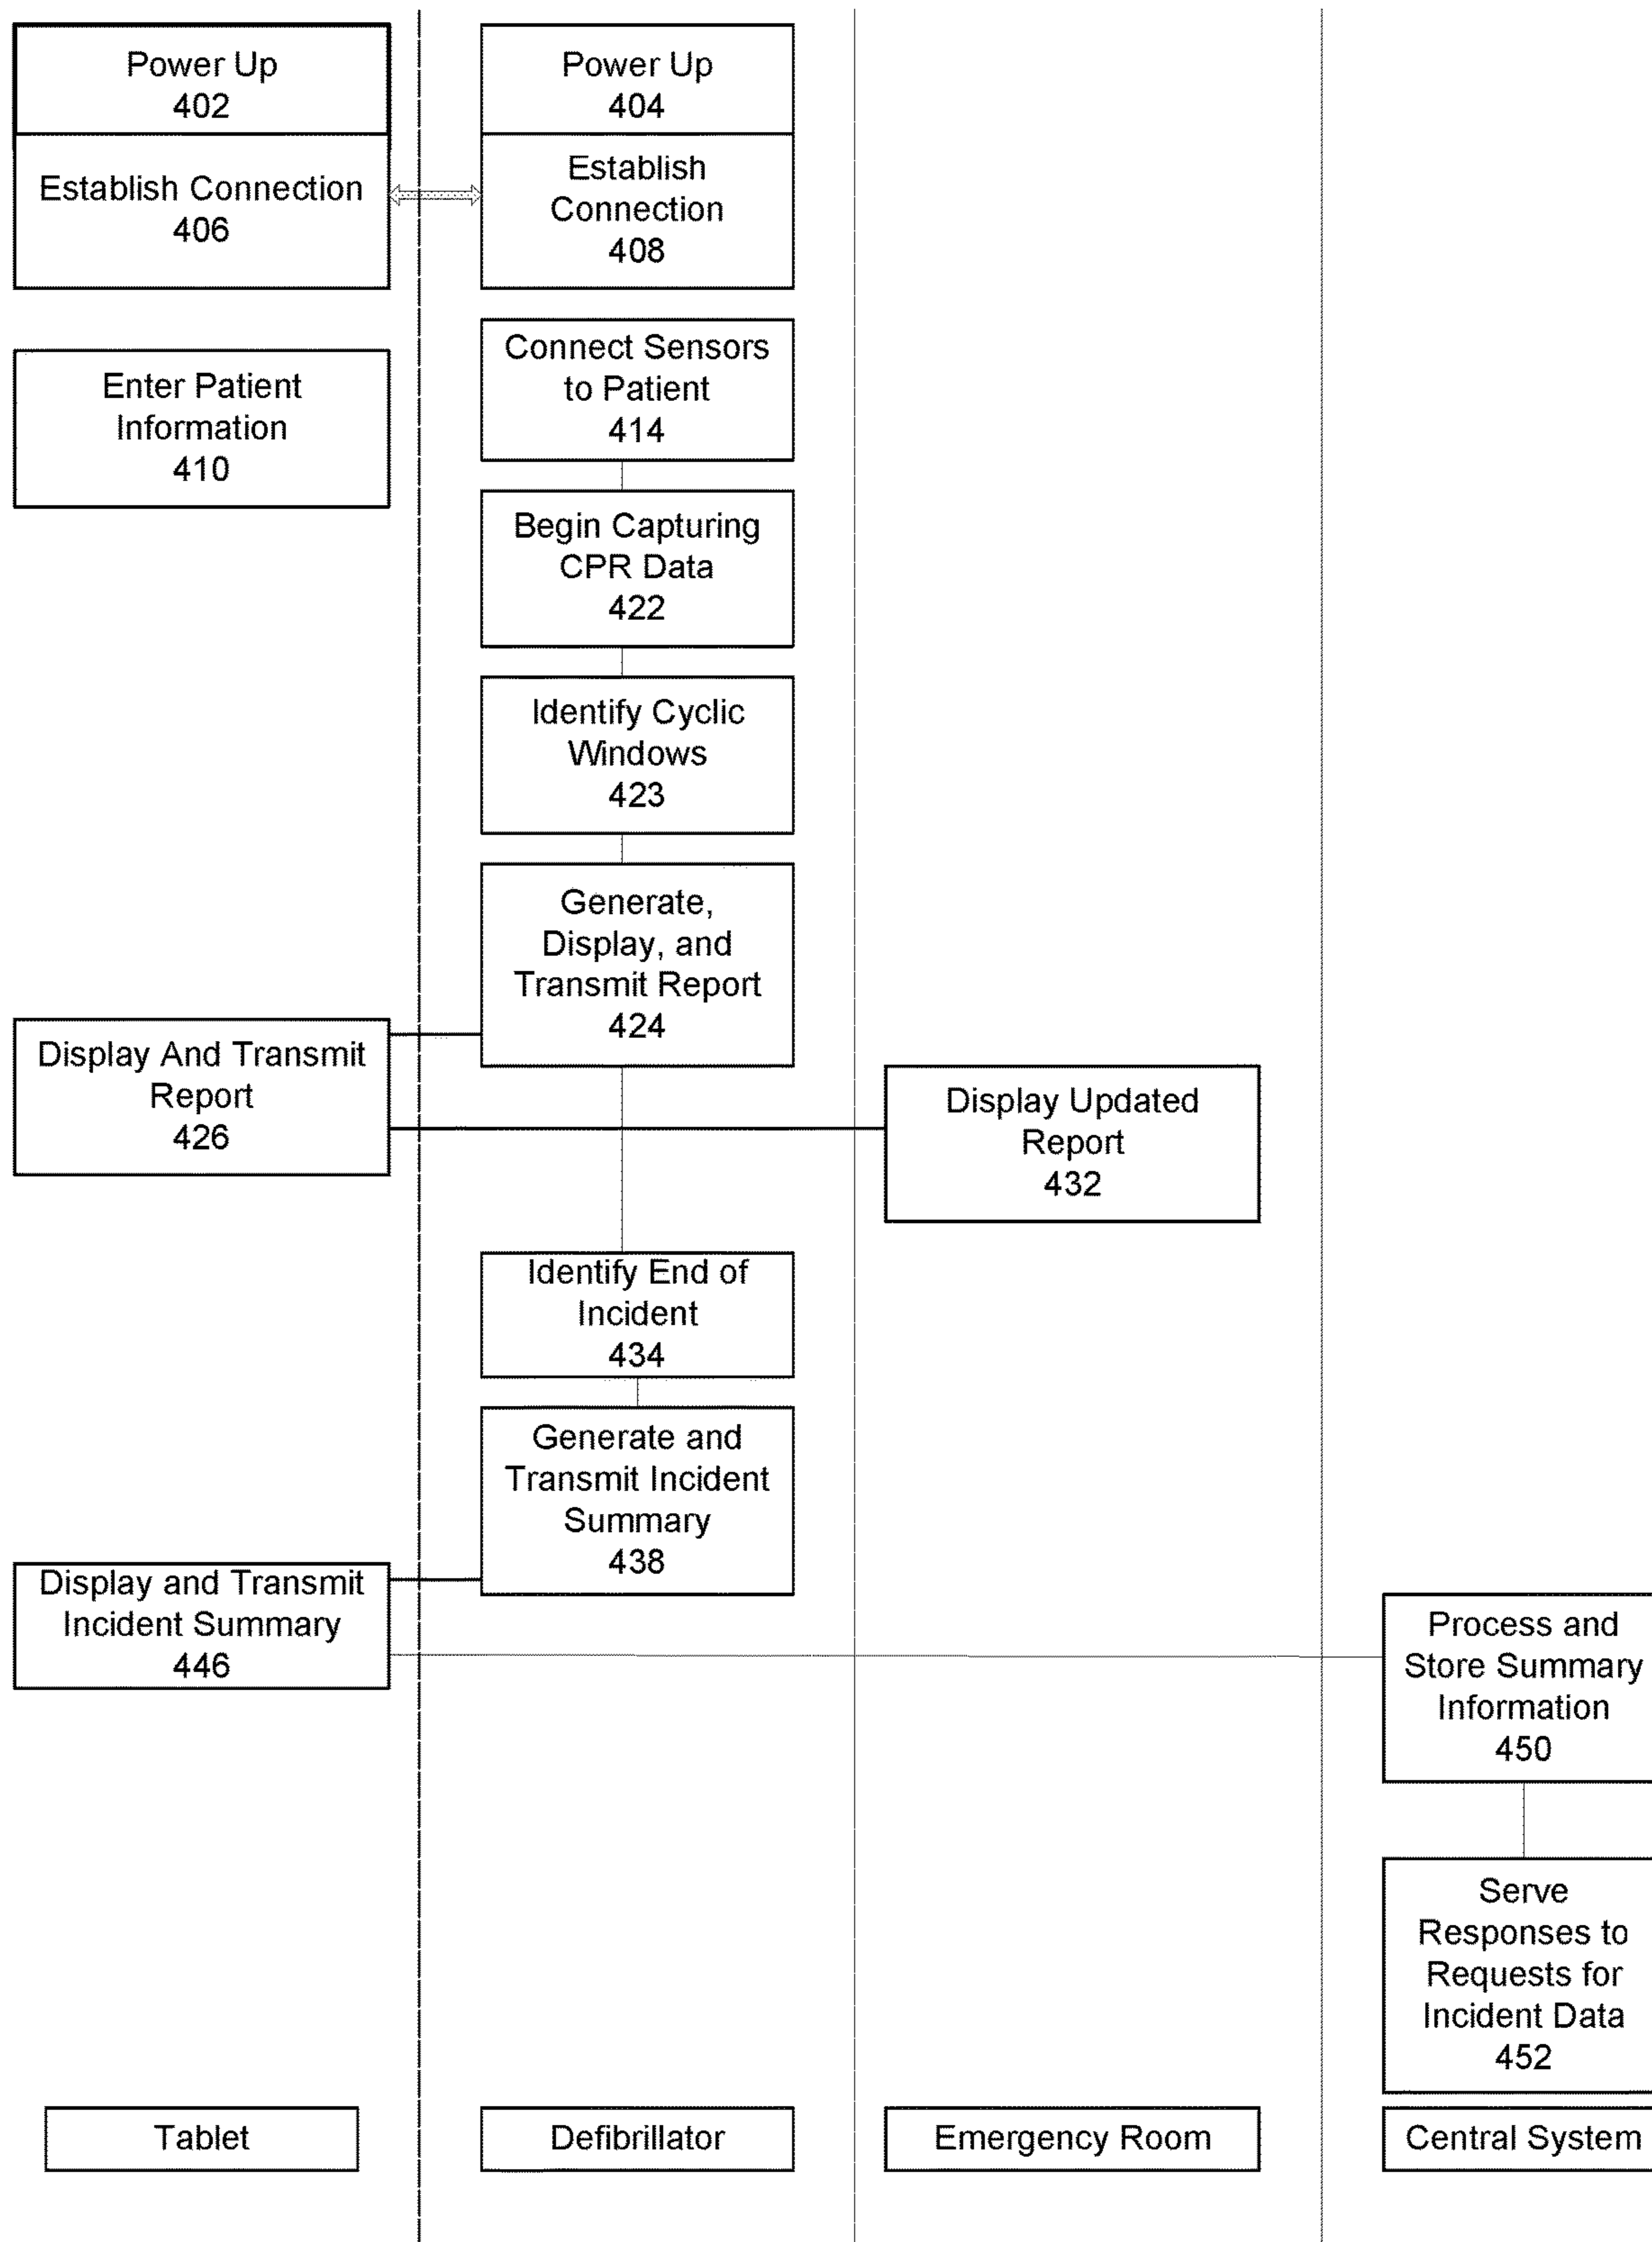 Power Up
402
Power Up
404
Establish Connection
406
Establish
Connection
408
Enter Patient
Information
410
Connect Sensors
to Patient
414
Begin Capturing
CPR Data
422
Identify Cyclic
Windows
423
Generate,
Display, and
Transmit Report
424
Display And Transmit
Report
426
Display Updated
Report
432
Identify End of
Incident
434
Generate and
Transmit Incident
Summary
438
Display and Transmit
Incident Summary
446
Process and
Store Summary
Information
450
Serve
Responses to
Requests for
Incident Data
452
Tablet
Defibrillator
Emergency Room
Central System